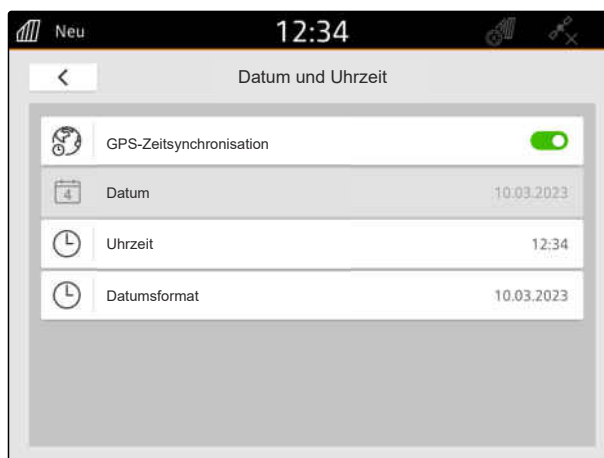 Neu 12:34
Datum und Uhrzeit
GPS-Zeitsynchronisation
4 Datum 10.03.2023
Uhrzeit 12:34
Datumsformat 10.03.2023